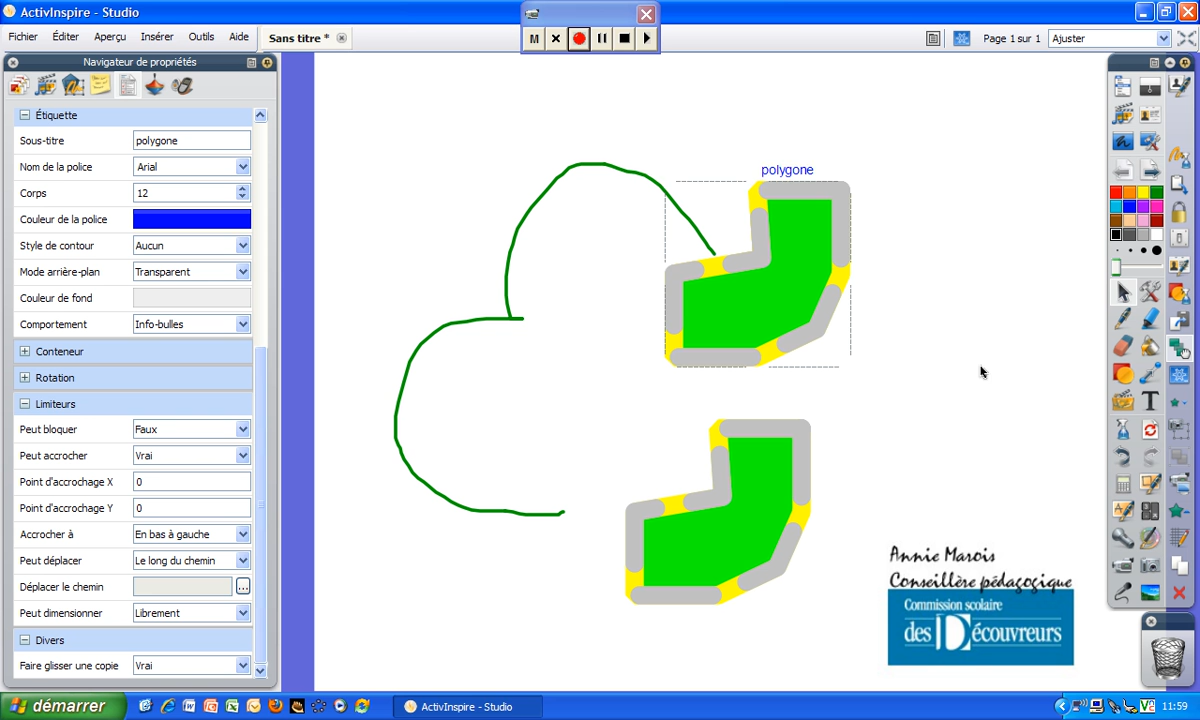 ActivInspire - Studio
Fichier Éditer Aperçu Insérer Outils Aide
Sans titre *
M
Page 1 sur 1
Ajuster
Navigateur de propriétés
Étiquette
Sous-titre polygone
Nom de la police Arial
Corps 12
Couleur de la police
Style de contour Aucun
Mode arrière-plan Transparent
Couleur de fond
Comportement Info-bulles
Conteneur
Rotation
Limiteurs
Peut bloquer Faux
Peut accrocher Vrai
Point d'accrochage X 0
Point d'accrochage Y 0
Accrocher à En bas à gauche
Peut déplacer Le long du chemin
Déplacer le chemin ...
Peut dimensionner Librement
Divers
Faire glisser une copie Vrai
polygone
Annie Marois
Conseillère pédagogique
Commission scolaire
des Découvreurs
démarrer
ActivInspire - Studio
11:59